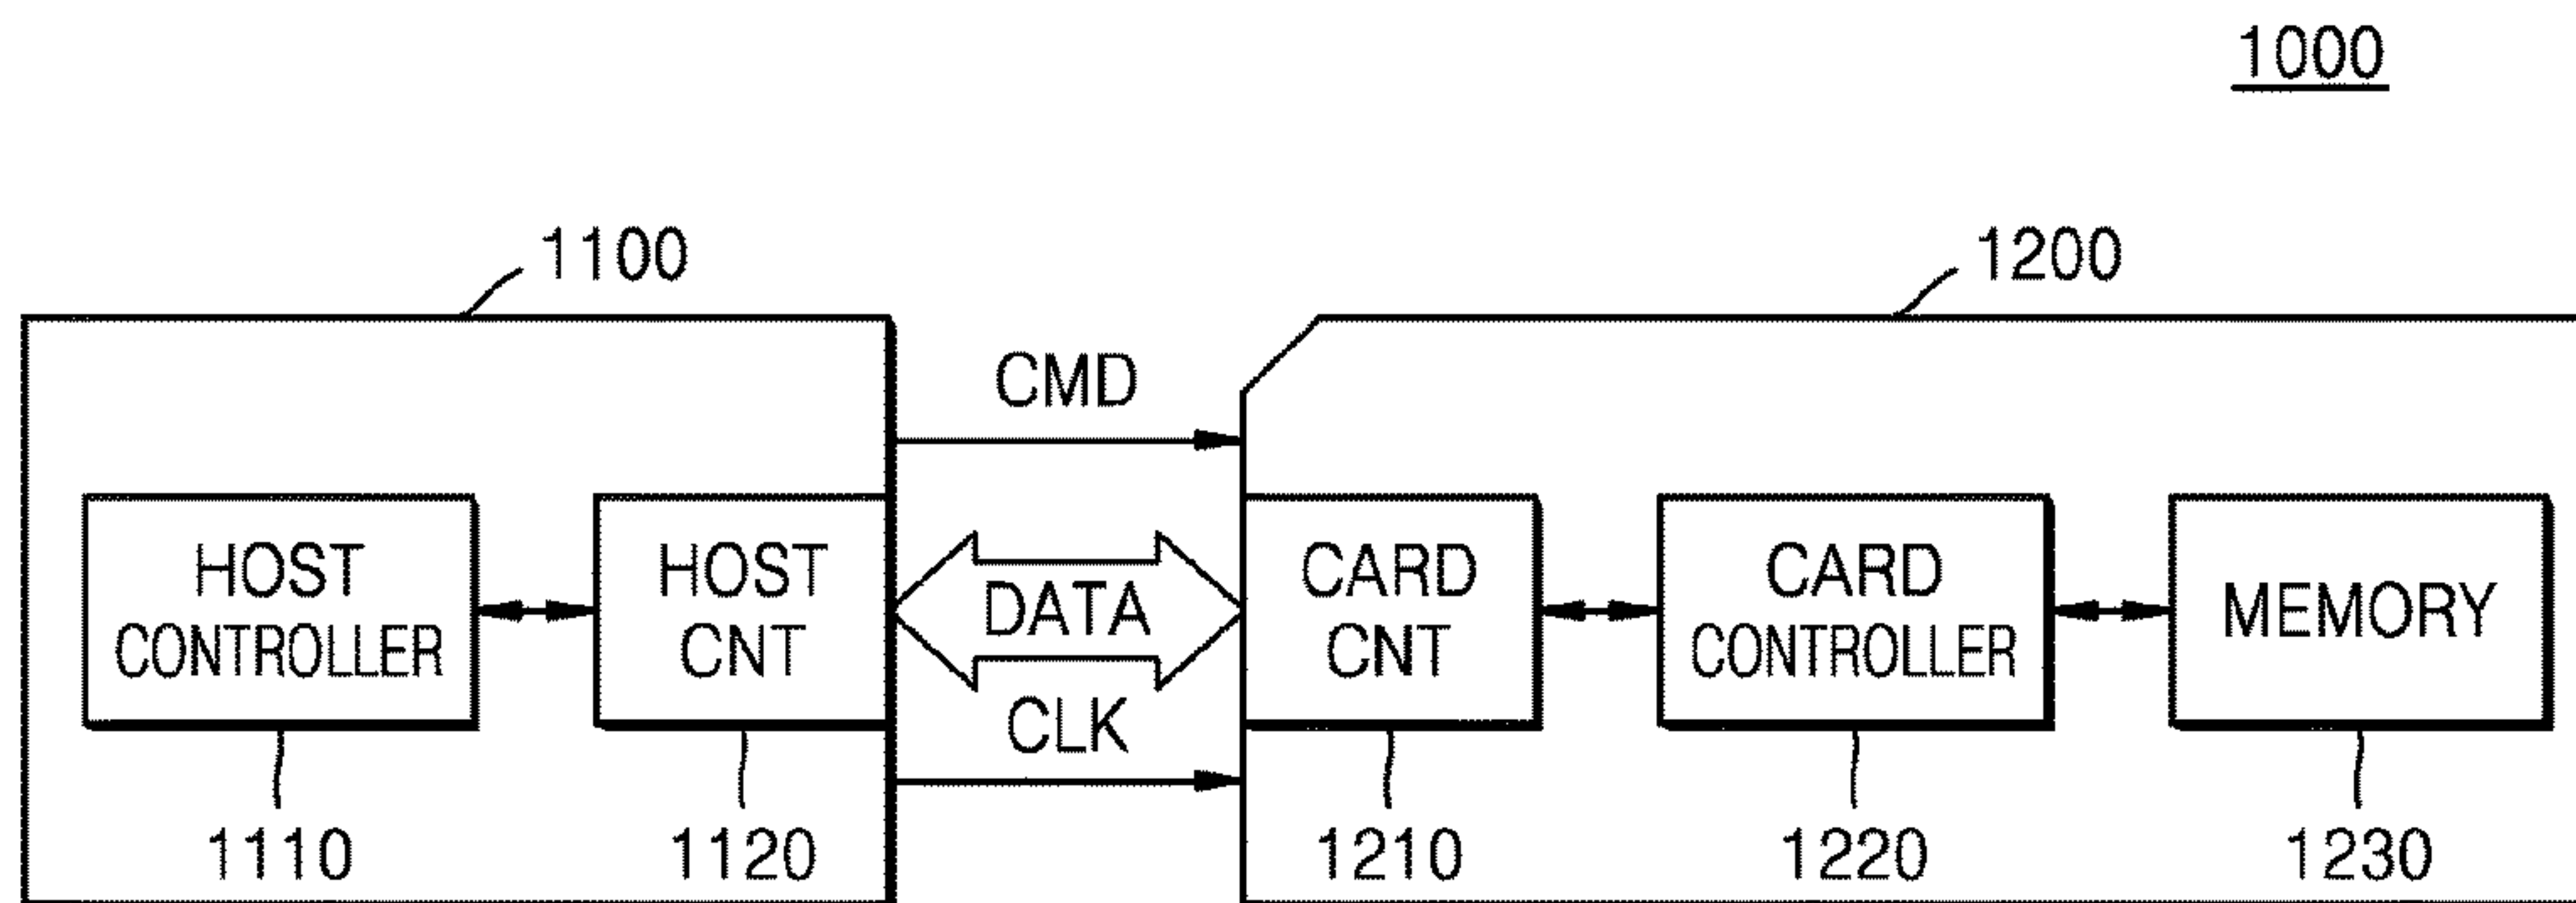 1000
1100
1200
CMD
HOST
CONTROLLER
HOST
CNT
DATA
CARD
CNT
CARD
CONTROLLER
MEMORY
CLK
1110
1120
1210
1220
1230